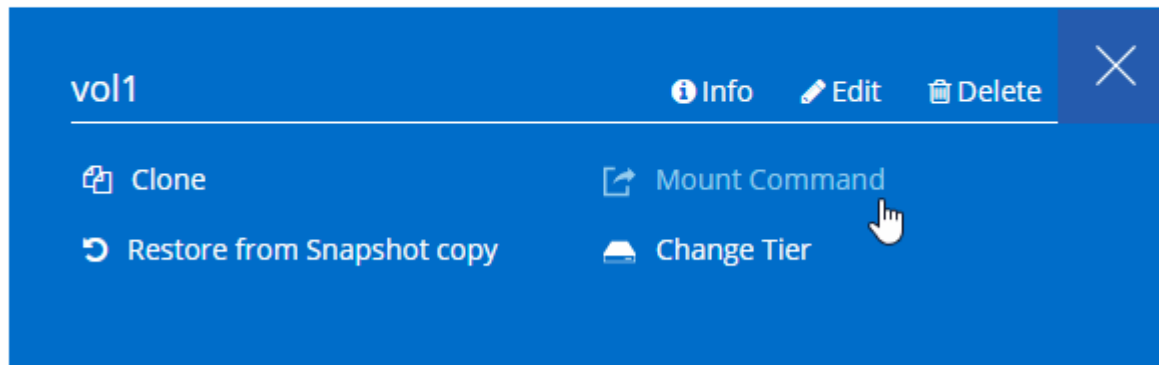 vol1 Info Edit Delete
Clone Mount Command
Restore from Snapshot copy Change Tier